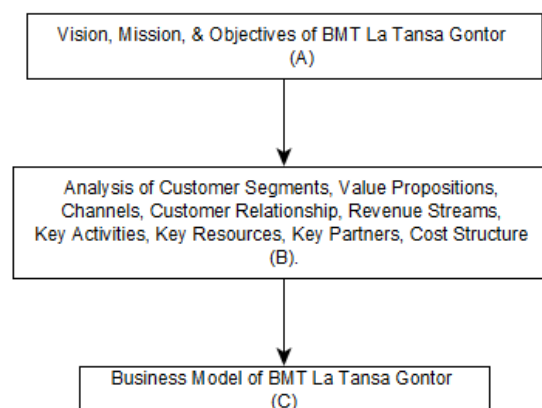 Vision, Mission, & Objectives of BMT La Tansa Gontor
(A)
Analysis of Customer Segments, Value Propositions,
Channels, Customer Relationship, Revenue Streams,
Key Activities, Key Resources, Key Partners, Cost Structure
(B).
Business Model of BMT La Tansa Gontor
(C)